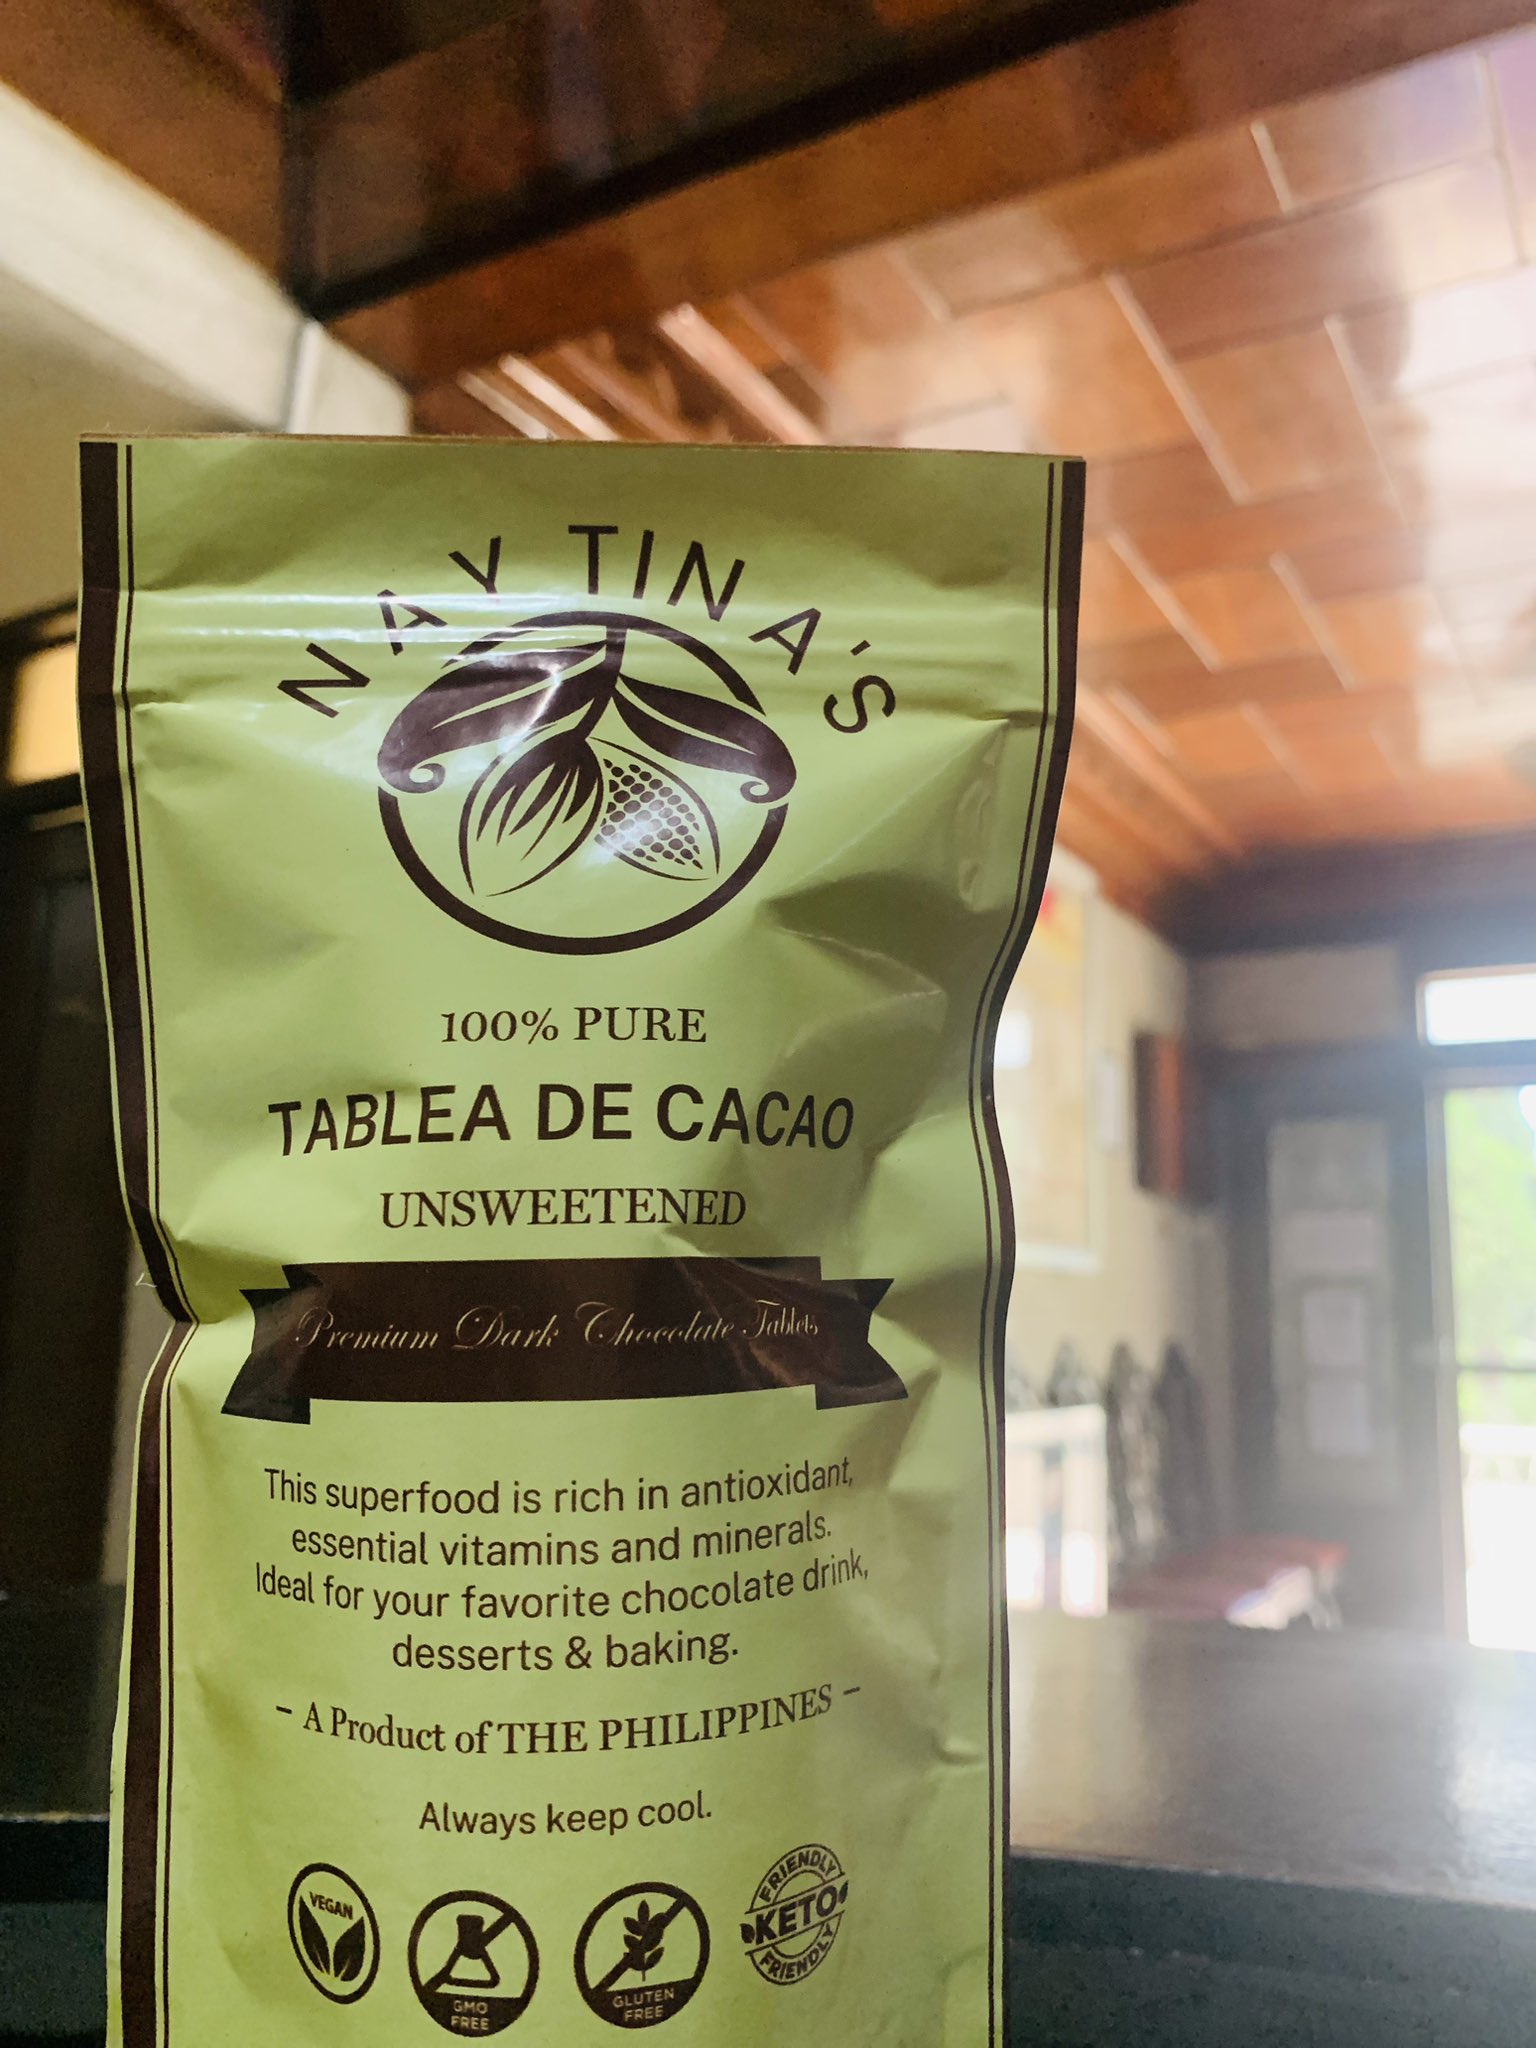 NAY TINA'S
100% PURE
TABLEA DE CACAO
UNSWEETENED
Premium Dark Chocolate Tablets
This superfood is rich in antioxidant,
essential vitamins and minerals.
Ideal for your favorite chocolate drink,
desserts & baking.
- A Product of THE PHILIPPINES -
Always keep cool.
VEGAN
GMO
FREE
GLUTEN
FREE
FRIENDLY
KETO
FRIENDLY